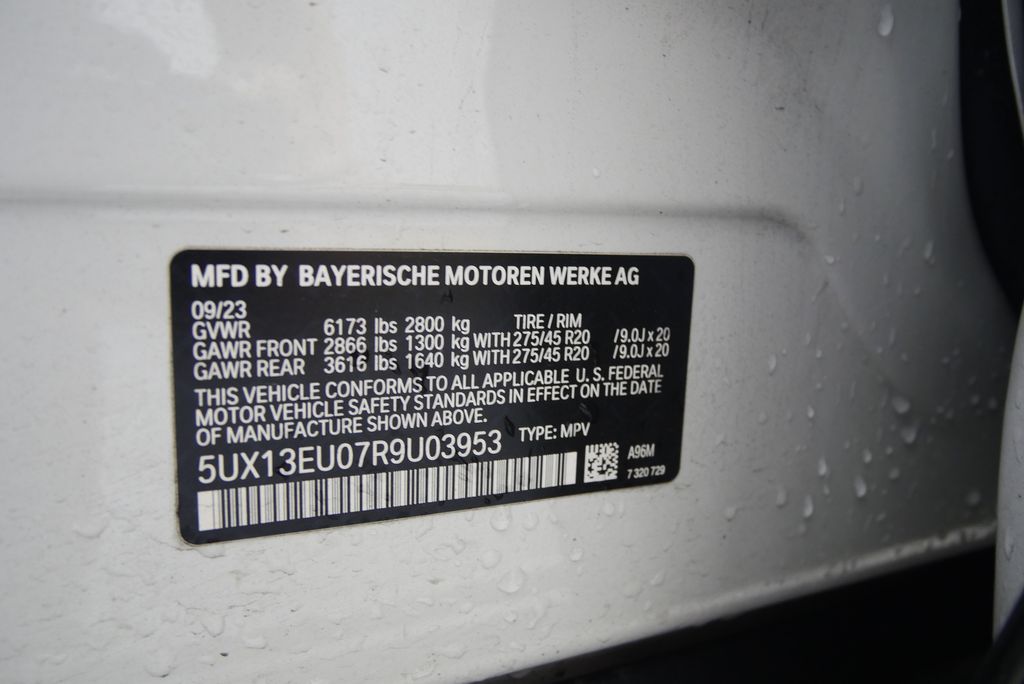 MFD BY BAYERISCHE MOTOREN WERKE AG
09/23
GVWR 6173 lbs 2800 kg TIRE / RIM
GAWR FRONT 2866 lbs 1300 kg WITH 275/45 R20 /9.0J x 20
GAWR REAR 3616 lbs 1640 kg WITH 275/45 R20 /9.0J x 20
THIS VEHICLE CONFORMS TO ALL APPLICABLE U. S. FEDERAL
MOTOR VEHICLE SAFETY STANDARDS IN EFFECT ON THE DATE
OF MANUFACTURE SHOWN ABOVE.
5UX13EU07R9U03953 TYPE: MPV
A96M
7 320 729